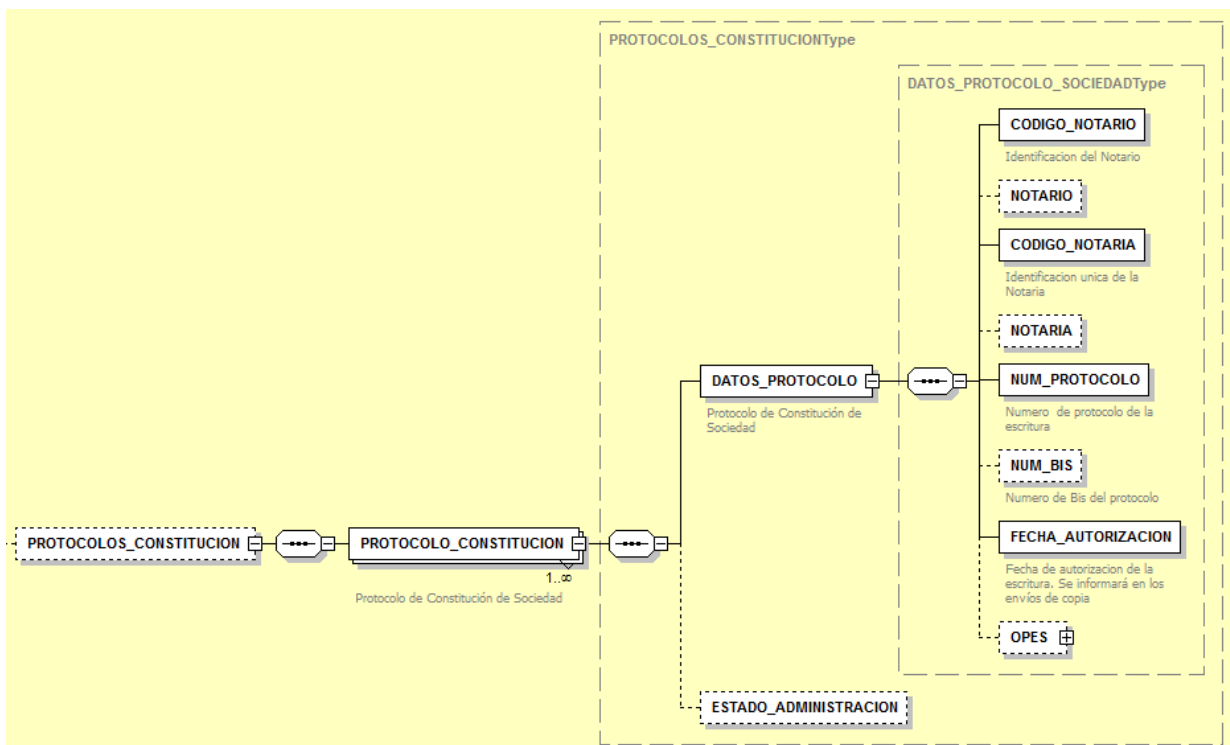 PROTOCOLOS_CONSTITUCIONType
DATOS_PROTOCOLO_SOCIEDADType
CODIGO_NOTARIO
Identificacion del Notario
NOTARIO
CODIGO_NOTARIA
Identificacion unica de la
Notaria
NOTARIA
DATOS_PROTOCOLO
Protocolo de Constitución de
Sociedad
NUM_PROTOCOLO
Numero de protocolo de la
escritura
NUM_BIS
Numero de Bis del protocolo
PROTOCOLOS_CONSTITUCION
PROTOCOLO_CONSTITUCION
1..∞
Protocolo de Constitución de Sociedad
FECHA_AUTORIZACION
Fecha de autorizacion de la
escritura. Se informará en los
envíos de copia
OPES
ESTADO_ADMINISTRACION